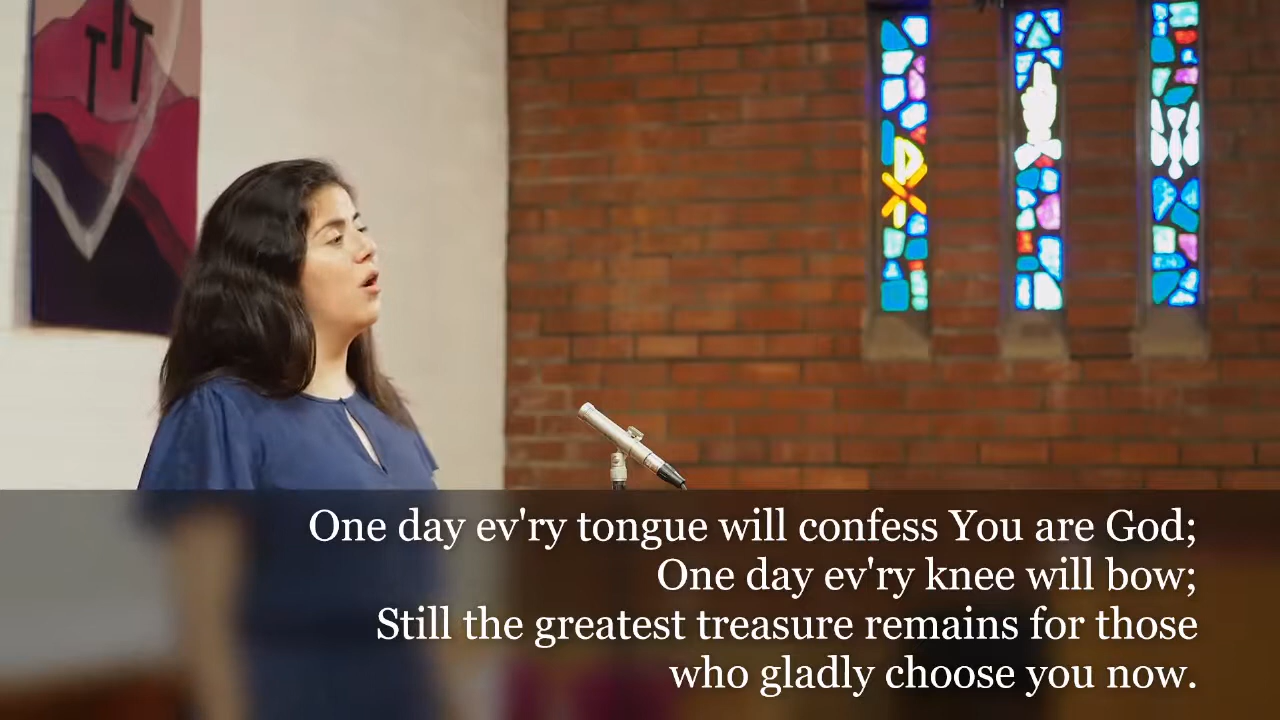 One day ev'ry tongue will confess You are God;
One day ev'ry knee will bow;
Still the greatest treasure remains for those
who gladly choose you now.